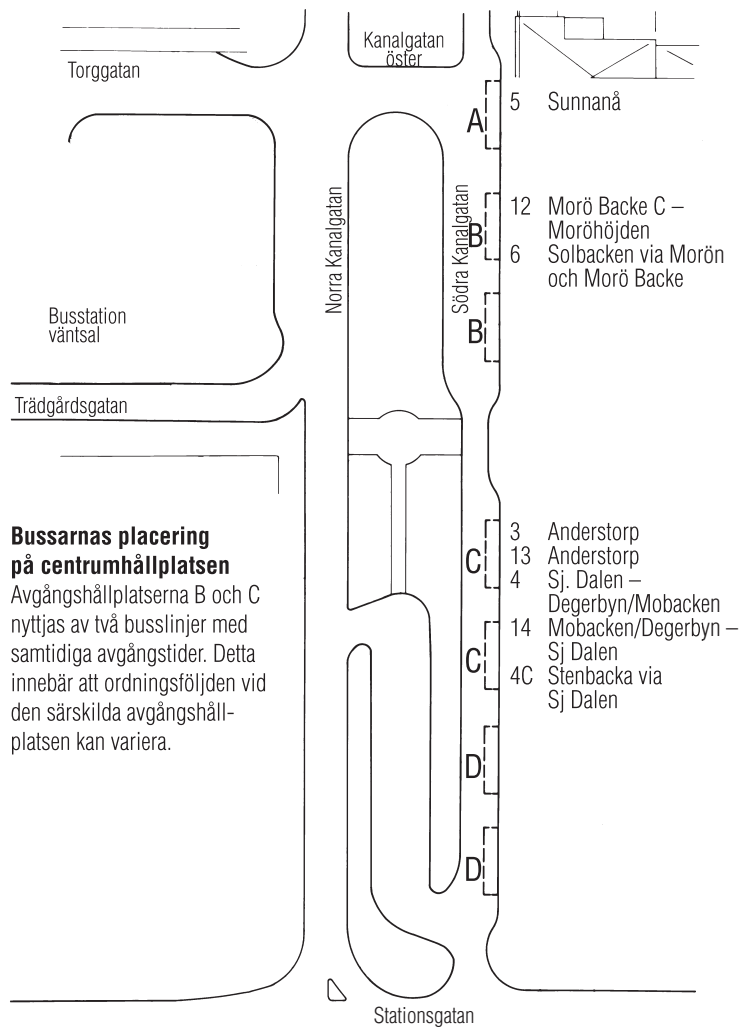 Kanalgatan
öster
Torggatan
A
5 Sunnanå
Norra Kanalgatan
Södra Kanalgatan
B
12 Morö Backe C –
Moröhöjden
6 Solbacken via Morön
och Morö Backe
Busstation
väntsal
B
Trädgårdsgatan
Bussarnas placering
på centrumhållplatsen
Avgångshållplatserna B och C
nyttjas av två busslinjer med
samtidiga avgångstider. Detta
innebär att ordningsföljden vid
den särskilda avgångshåll-
platsen kan variera.
C
3 Anderstorp
13 Anderstorp
4 Sj. Dalen –
Degerbyn/Mobacken
C
14 Mobacken/Degerbyn –
Sj Dalen
4C Stenbacka via
Sj Dalen
D
D
Stationsgatan